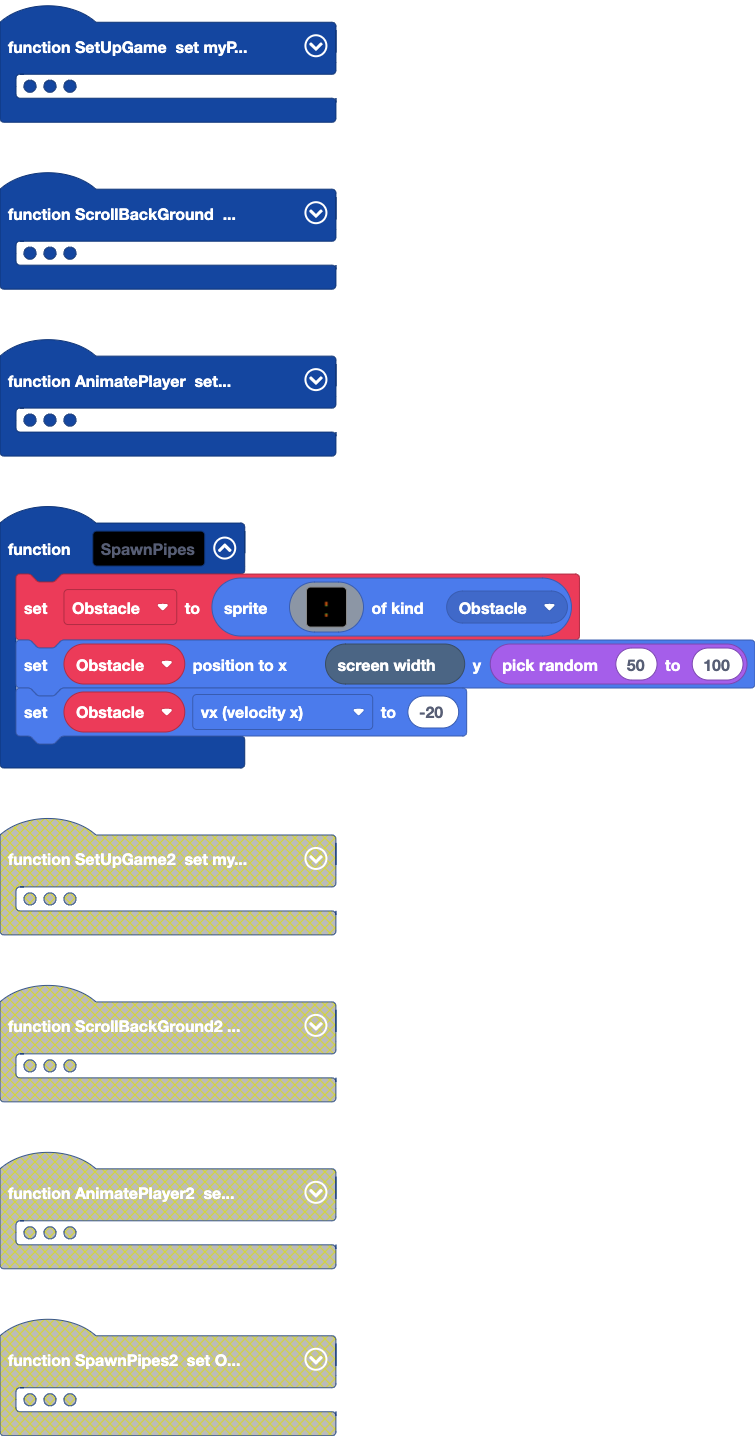 function SetUpGame set myP...
function ScrollBackGround ...
function AnimatePlayer set...
function SpawnPipes
set Obstacle to sprite of kind Obstacle
set Obstacle position to x screen width y pick random 50 to 100
set Obstacle vx (velocity x) to -20
function SetUpGame2 set my...
function ScrollBackGround2 ...
function AnimatePlayer2 se...
function SpawnPipes2 set O...